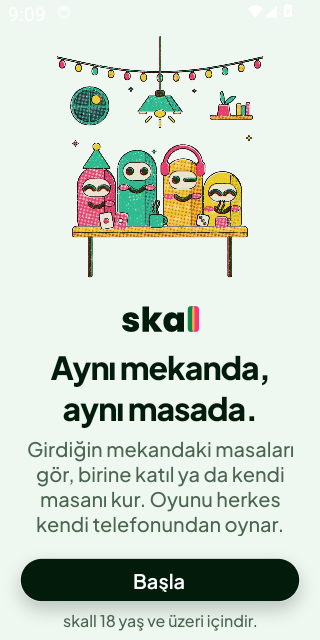 9:09
skal
Aynı mekanda,
aynı masada.
Girdiğin mekandaki masaları
gör, birine katıl ya da kendi
masanı kur. Oyunu herkes
kendi telefonundan oynar.
Başla
skall 18 yaş ve üzeri içindir.